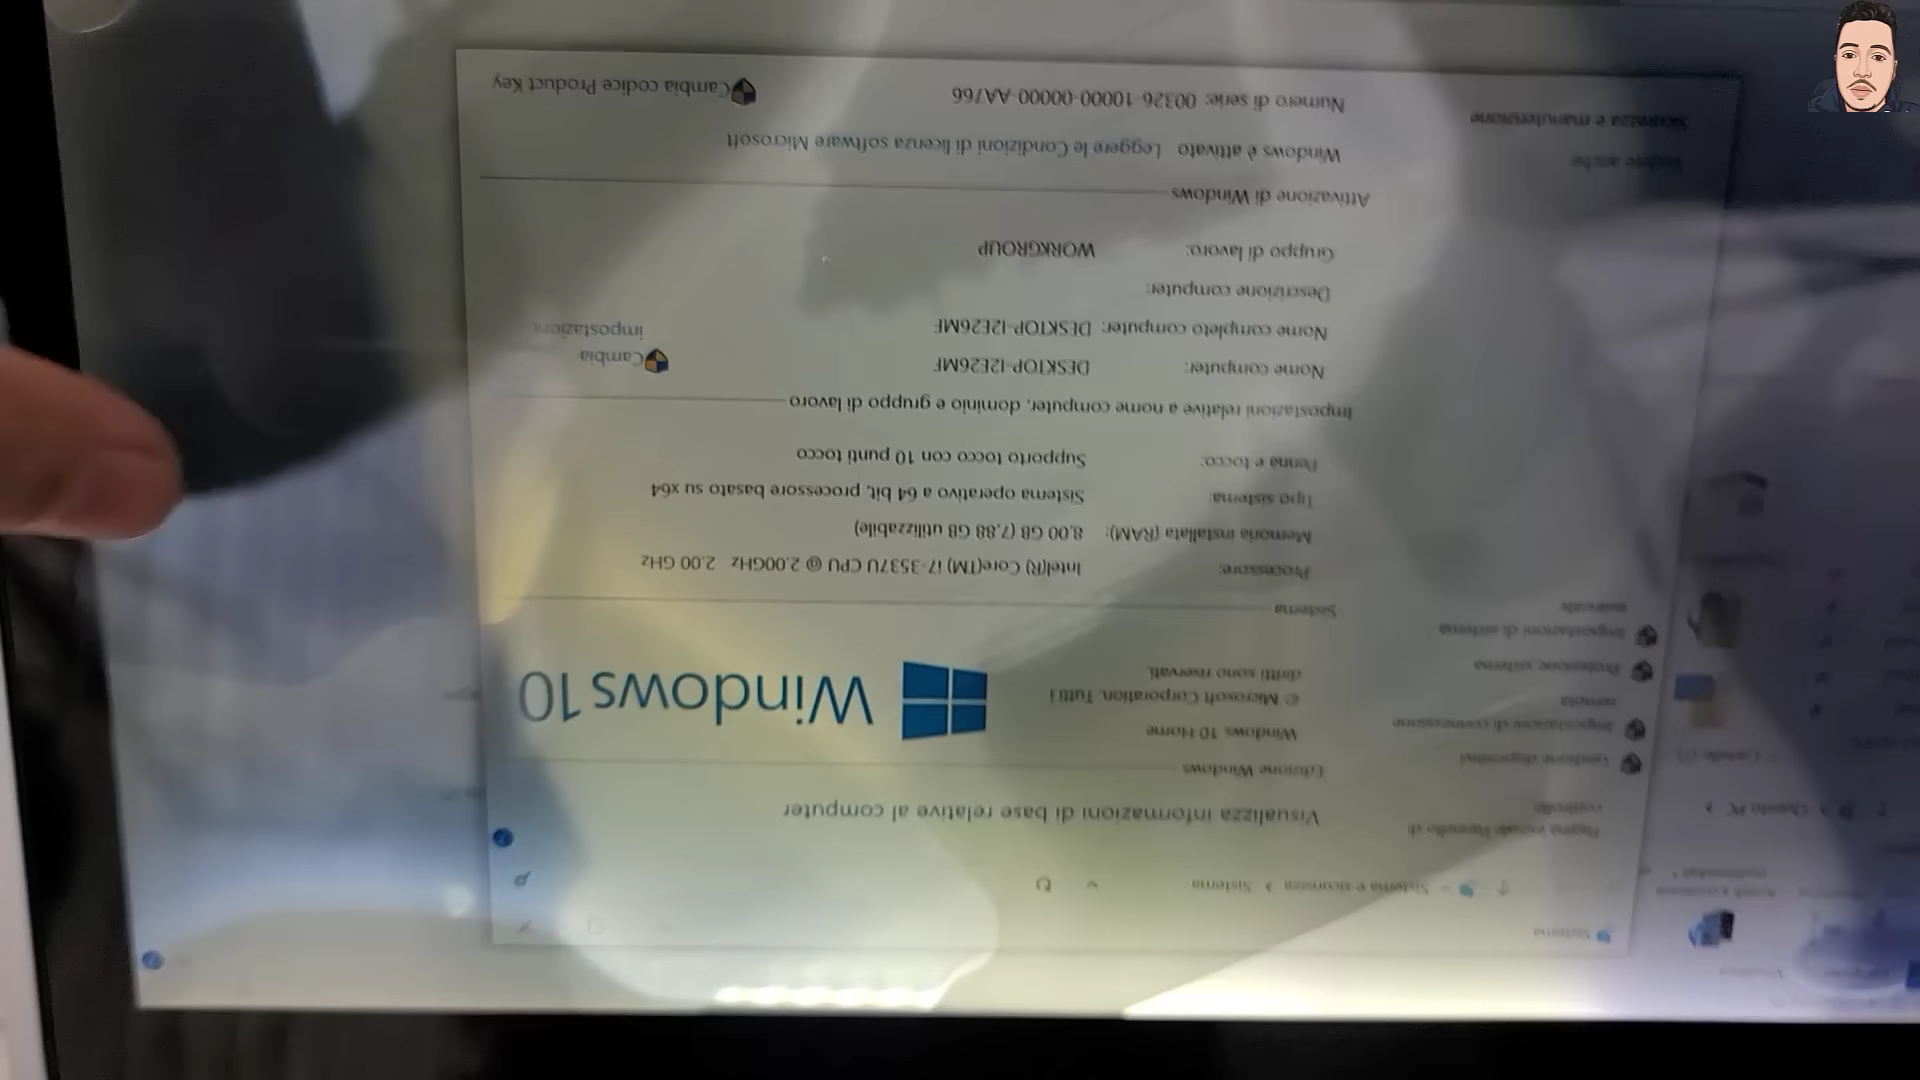 Sistema
Sistema e sicurezza > Sistema
Pagina iniziale Pannello di
controllo
Gestione dispositivi
Impostazioni di connessione
remota
Protezione sistema
Impostazioni di sistema
avanzate
Visualizza informazioni di base relative al computer
Edizione Windows
Windows 10 Home
© Microsoft Corporation. Tutti i
diritti sono riservati.
Windows 10
Sistema
Processore: Intel(R) Core(TM) i7-3537U CPU @ 2.00GHz 2.00 GHz
Memoria installata (RAM): 8,00 GB (7,88 GB utilizzabile)
Tipo sistema: Sistema operativo a 64 bit, processore basato su x64
Penna e tocco: Supporto tocco con 10 punti tocco
Impostazioni relative a nome computer, dominio e gruppo di lavoro
Nome computer: DESKTOP-I2E26MF
Cambia
impostazioni
Nome completo computer: DESKTOP-I2E26MF
Descrizione computer:
Gruppo di lavoro: WORKGROUP
Attivazione di Windows
Windows è attivato Leggere le Condizioni di licenza software Microsoft
Numero di serie: 00326-10000-00000-AA766
Cambia codice Product Key
Vedere anche
Sicurezza e manutenzione
Questo PC >